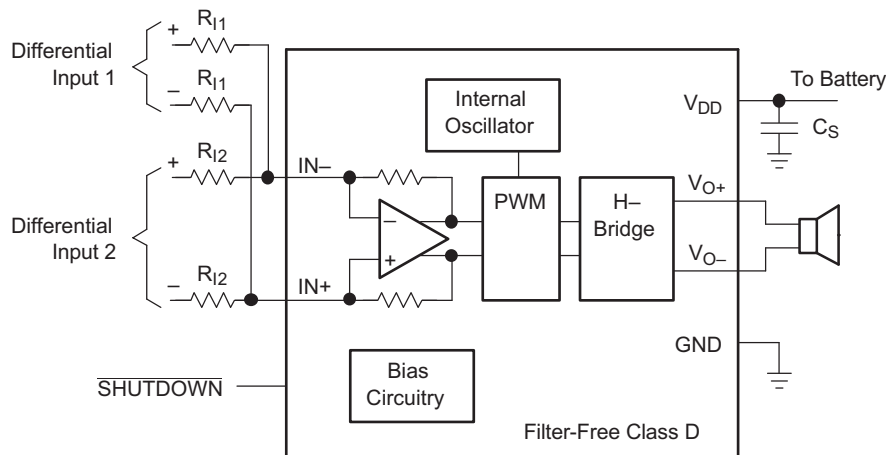 Differential
Input 1
+
R_I1
−
R_I1
Differential
Input 2
+
R_I2
−
R_I2
IN−
IN+
SHUTDOWN
Internal
Oscillator
−
+
PWM
H−
Bridge
Bias
Circuitry
V_DD
To Battery
C_S
V_O+
V_O−
GND
Filter-Free Class D